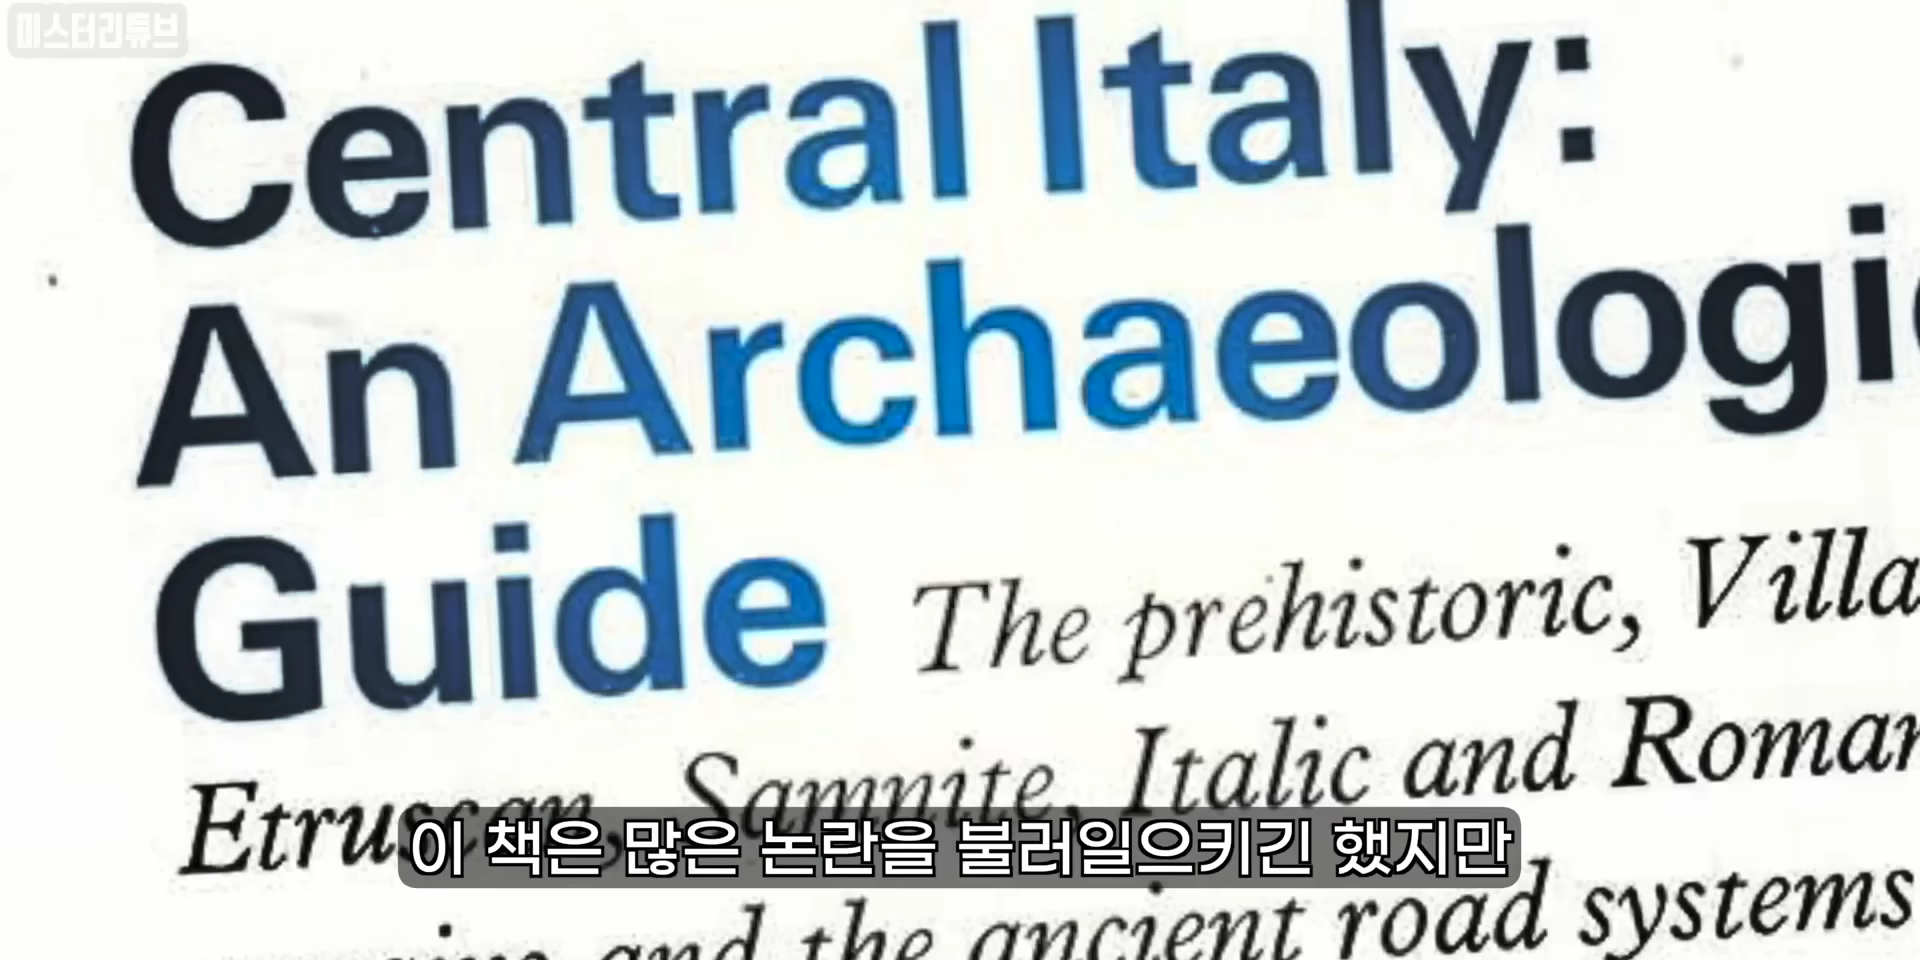 미스터리튜브
Central Italy:
An Archaeologi
Guide The prehistoric, Villa
Etruscan, Samnite, Italic and Roman
이 책은 많은 논란을 불러일으키긴 했지만
and the ancient road systems